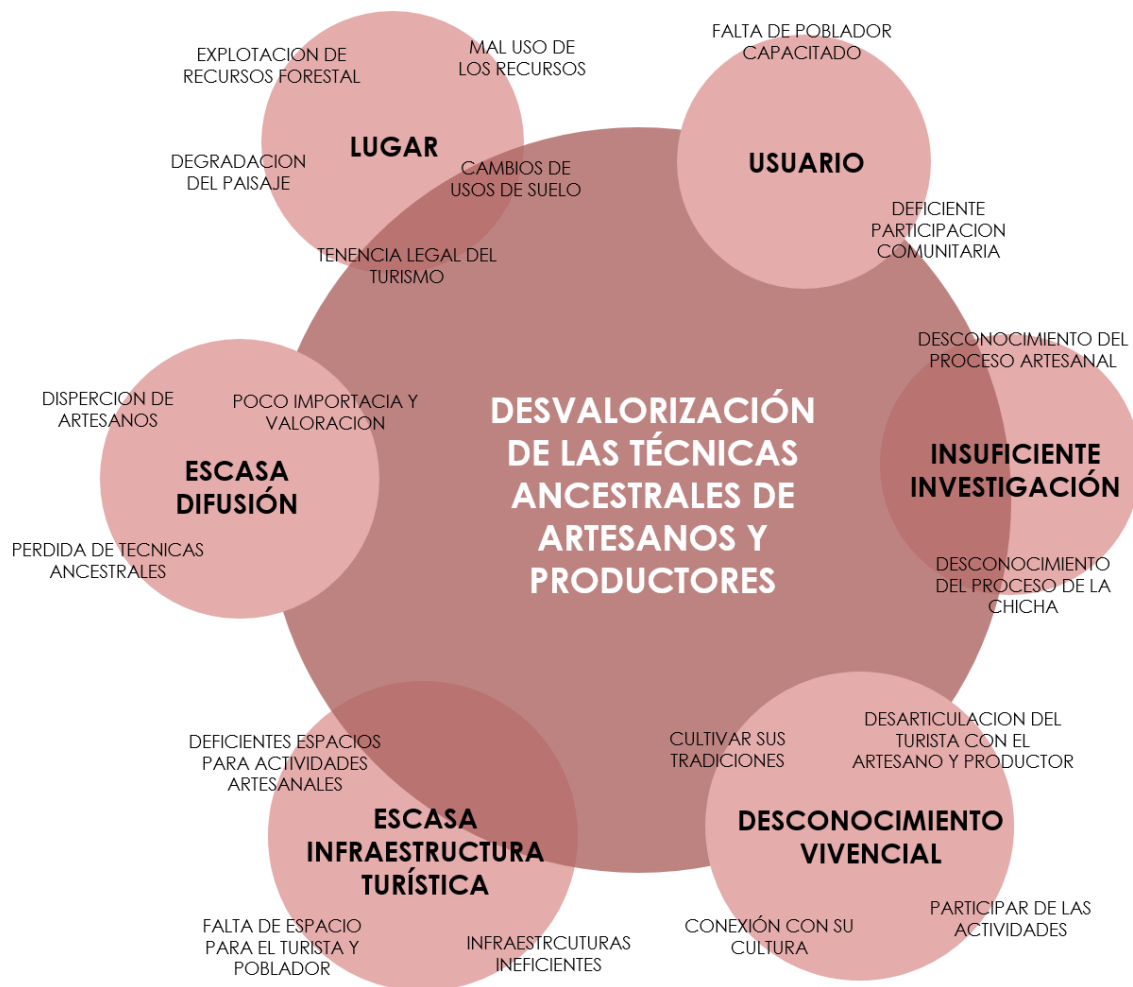 EXPLOTACION DE
RECURSOS FORESTAL
MAL USO DE
LOS RECURSOS
LUGAR
DEGRADACION
DEL PAISAJE
CAMBIOS DE
USOS DE SUELO
TENENCIA LEGAL DEL
TURISMO
FALTA DE POBLADOR
CAPACITADO
USUARIO
DEFICIENTE
PARTICIPACION
COMUNITARIA
DESCONOCIMIENTO DEL
PROCESO ARTESANAL
INSUFICIENTE
INVESTIGACIÓN
DESCONOCIMIENTO
DEL PROCESO DE LA
CHICHA
DISPERCION DE
ARTESANOS
POCO IMPORTACIA Y
VALORACION
ESCASA
DIFUSIÓN
PERDIDA DE TECNICAS
ANCESTRALES
DESVALORIZACIÓN
DE LAS TÉCNICAS
ANCESTRALES DE
ARTESANOS Y
PRODUCTORES
DEFICIENTES ESPACIOS
PARA ACTIVIDADES
ARTESANALES
ESCASA
INFRAESTRUCTURA
TURÍSTICA
FALTA DE ESPACIO
PARA EL TURISTA Y
POBLADOR
INFRAESTRCUTURAS
INEFICIENTES
CULTIVAR SUS
TRADICIONES
DESARTICULACION DEL
TURISTA CON EL
ARTESANO Y PRODUCTOR
DESCONOCIMIENTO
VIVENCIAL
CONEXIÓN CON SU
CULTURA
PARTICIPAR DE LAS
ACTIVIDADES